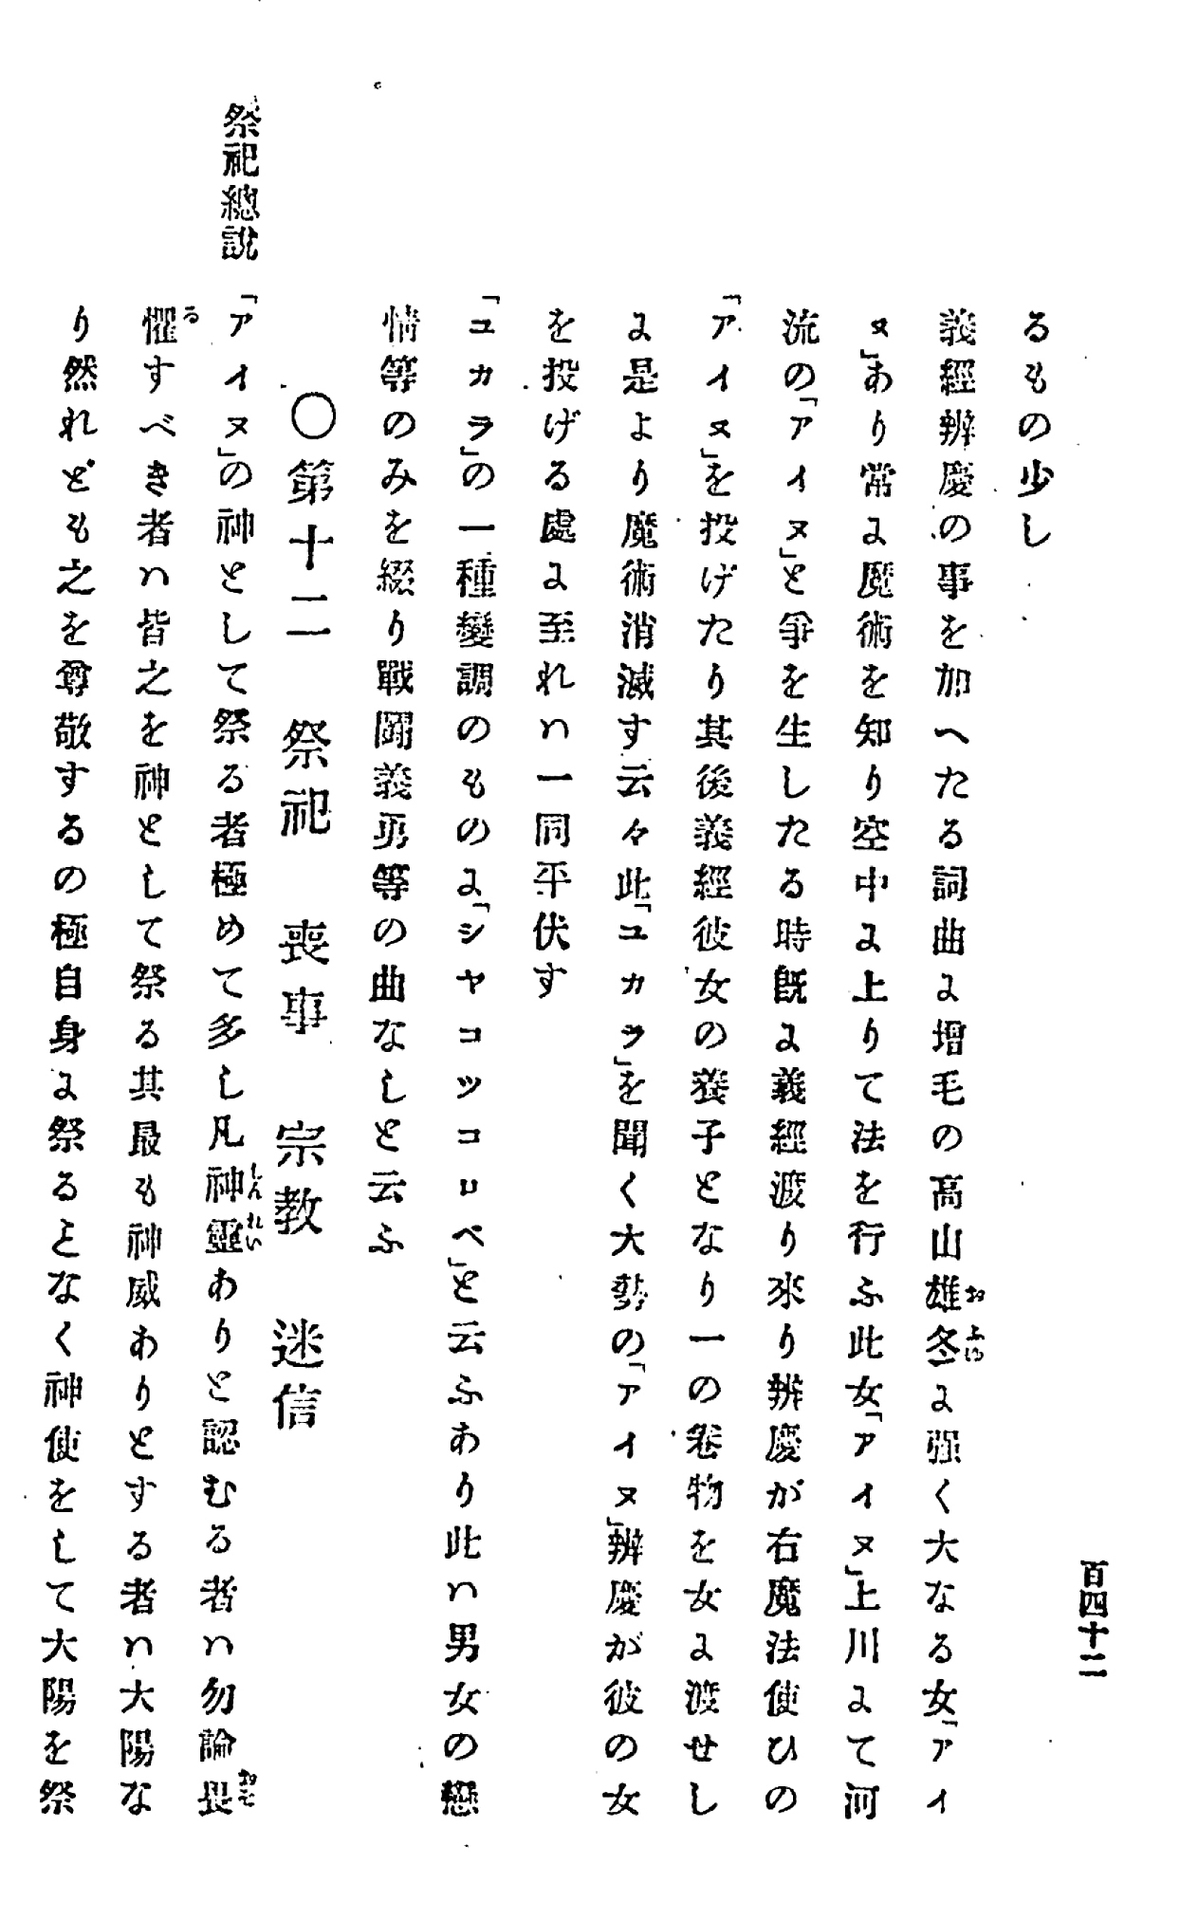 百四十二
るもの少し
義經辨慶の事を加へたる詞曲に增毛の高山雄冬に强く大なる女「アイ
ヌ」あり常に魔術を知り空中に上りて法を行ふ此女「アイヌ」上川にて河
流の「アイヌ」と爭を生したる時既に義經渡り來り辨慶が右魔法使ひの
「アイヌ」を投げたり其後義經彼女の養子となり一の卷物を女に渡せし
に是より魔術消滅す云々此「ユカラ」を聞く大勢の「アイヌ」辨慶が彼の女
を投げる處に至れハ一同平伏す
「ユカラ」の一種變調のものに「シヤコツコロベ」と云ふあり此ハ男女の戀
情等のみを綴り戰鬪義勇等の曲なしと云ふ
〇第十二 祭祀 喪事 宗教 迷信
祭祀總說
「アイヌ」の神として祭る者極めて多し凡神靈ありと認むる者ハ勿論畏
懼すべき者ハ皆之を神として祭る其最も神威ありとする者ハ大陽な
り然れども之を尊敬するの極自身に祭るとなく神使をして大陽を祭